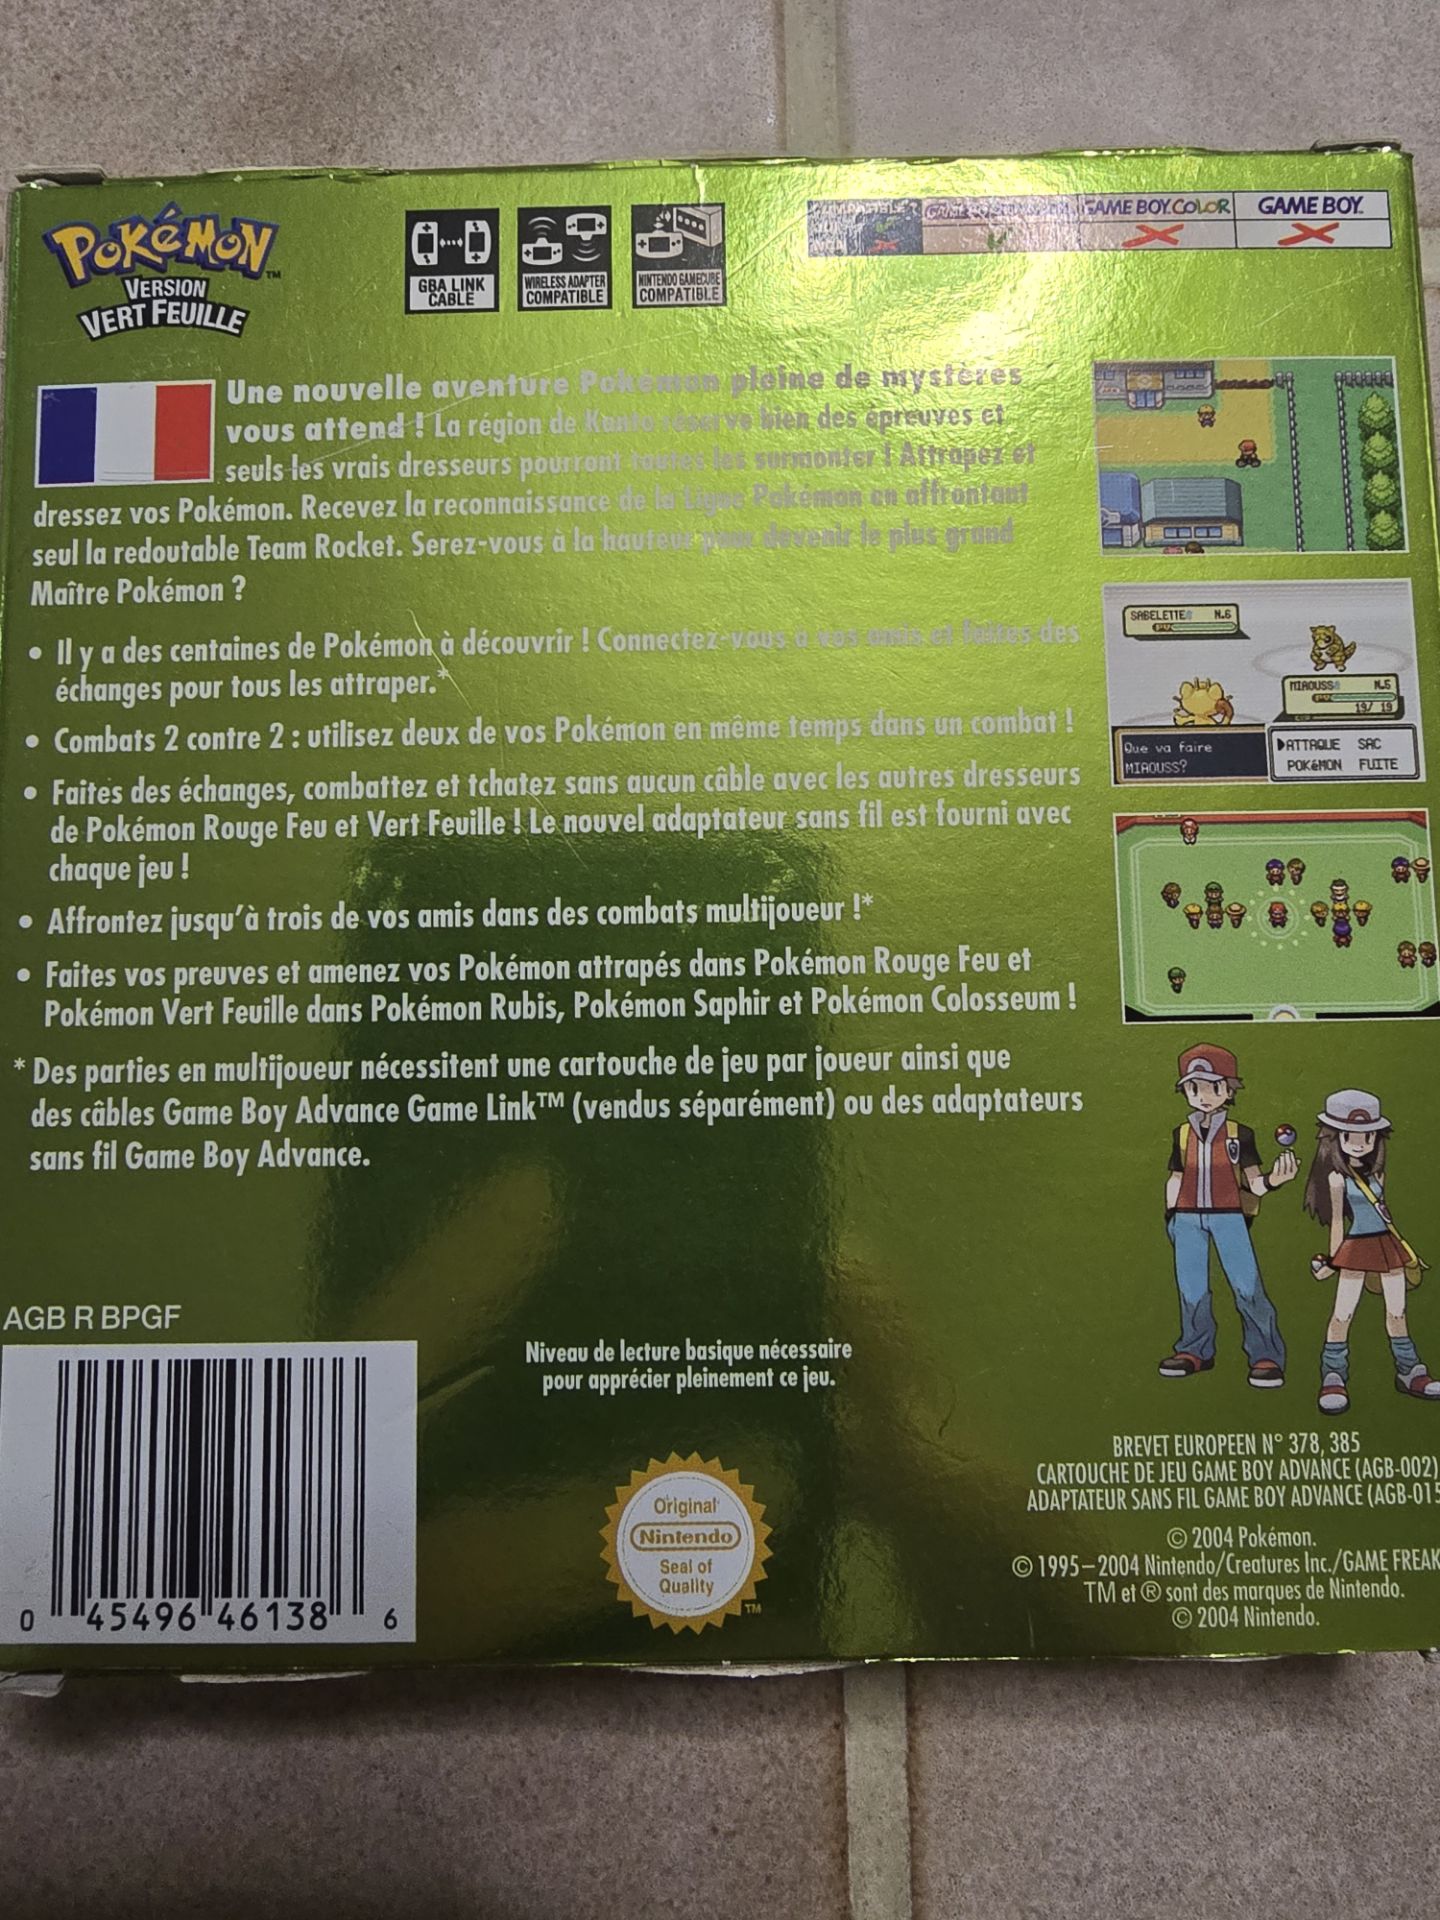 POKéMON™
VERSION
VERT FEUILLE
GBA LINK
CABLE
WIRELESS ADAPTER
COMPATIBLE
NINTENDO GAMECUBE
COMPATIBLE
GAME BOY COLOR
GAME BOY
Une nouvelle aventure Pokémon pleine de mystères
vous attend ! La région de Kanto réserve bien des épreuves et
seuls les vrais dresseurs pourront toutes les surmonter ! Attrapez et
dressez vos Pokémon. Recevez la reconnaissance de la Ligue Pokémon en affrontant
seul la redoutable Team Rocket. Serez-vous à la hauteur pour devenir le plus grand
Maître Pokémon ?
• Il y a des centaines de Pokémon à découvrir ! Connectez-vous à vos amis et faites des
échanges pour tous les attraper.*
• Combats 2 contre 2 : utilisez deux de vos Pokémon en même temps dans un combat !
• Faites des échanges, combattez et tchatez sans aucun câble avec les autres dresseurs
de Pokémon Rouge Feu et Vert Feuille ! Le nouvel adaptateur sans fil est fourni avec
chaque jeu !
• Affrontez jusqu'à trois de vos amis dans des combats multijoueur !*
• Faites vos preuves et amenez vos Pokémon attrapés dans Pokémon Rouge Feu et
Pokémon Vert Feuille dans Pokémon Rubis, Pokémon Saphir et Pokémon Colosseum !
* Des parties en multijoueur nécessitent une cartouche de jeu par joueur ainsi que
des câbles Game Boy Advance Game Link™ (vendus séparément) ou des adaptateurs
sans fil Game Boy Advance.
SABELETTE N.6
PV
MIAOUSS N.5
PV
19/ 19
Que va faire
MIAOUSS?
▶ATTAQUE SAC
POKéMON FUITE
AGB R BPGF
0 45496 46138 6
Niveau de lecture basique nécessaire
pour apprécier pleinement ce jeu.
Original
Nintendo
Seal of
Quality
TM
BREVET EUROPEEN N° 378, 385
CARTOUCHE DE JEU GAME BOY ADVANCE (AGB-002)
ADAPTATEUR SANS FIL GAME BOY ADVANCE (AGB-015
© 2004 Pokémon.
© 1995–2004 Nintendo/Creatures Inc./GAME FREAK
TM et ® sont des marques de Nintendo.
© 2004 Nintendo.